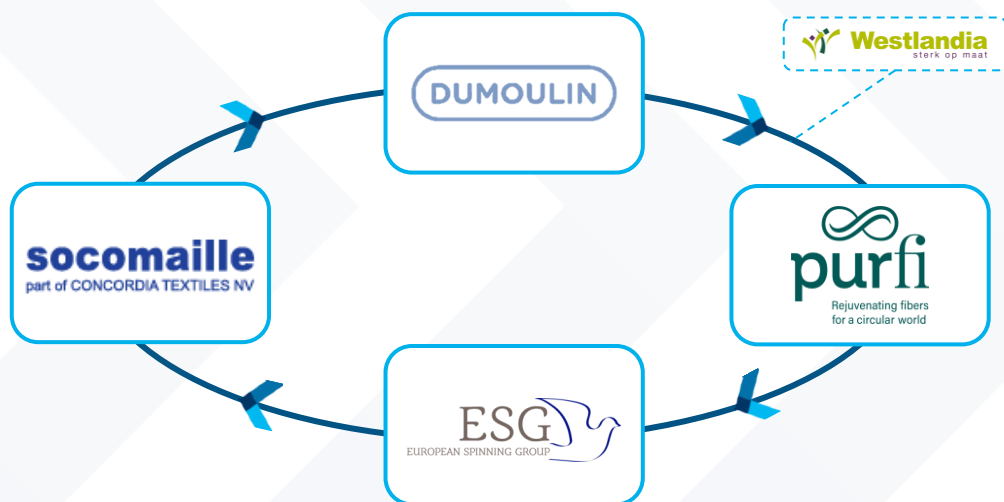 Westlandia
sterk op maat
DUMOULIN
socomaille
part of CONCORDIA TEXTILES NV
purfi
Rejuvenating fibers
for a circular world
ESG
EUROPEAN SPINNING GROUP